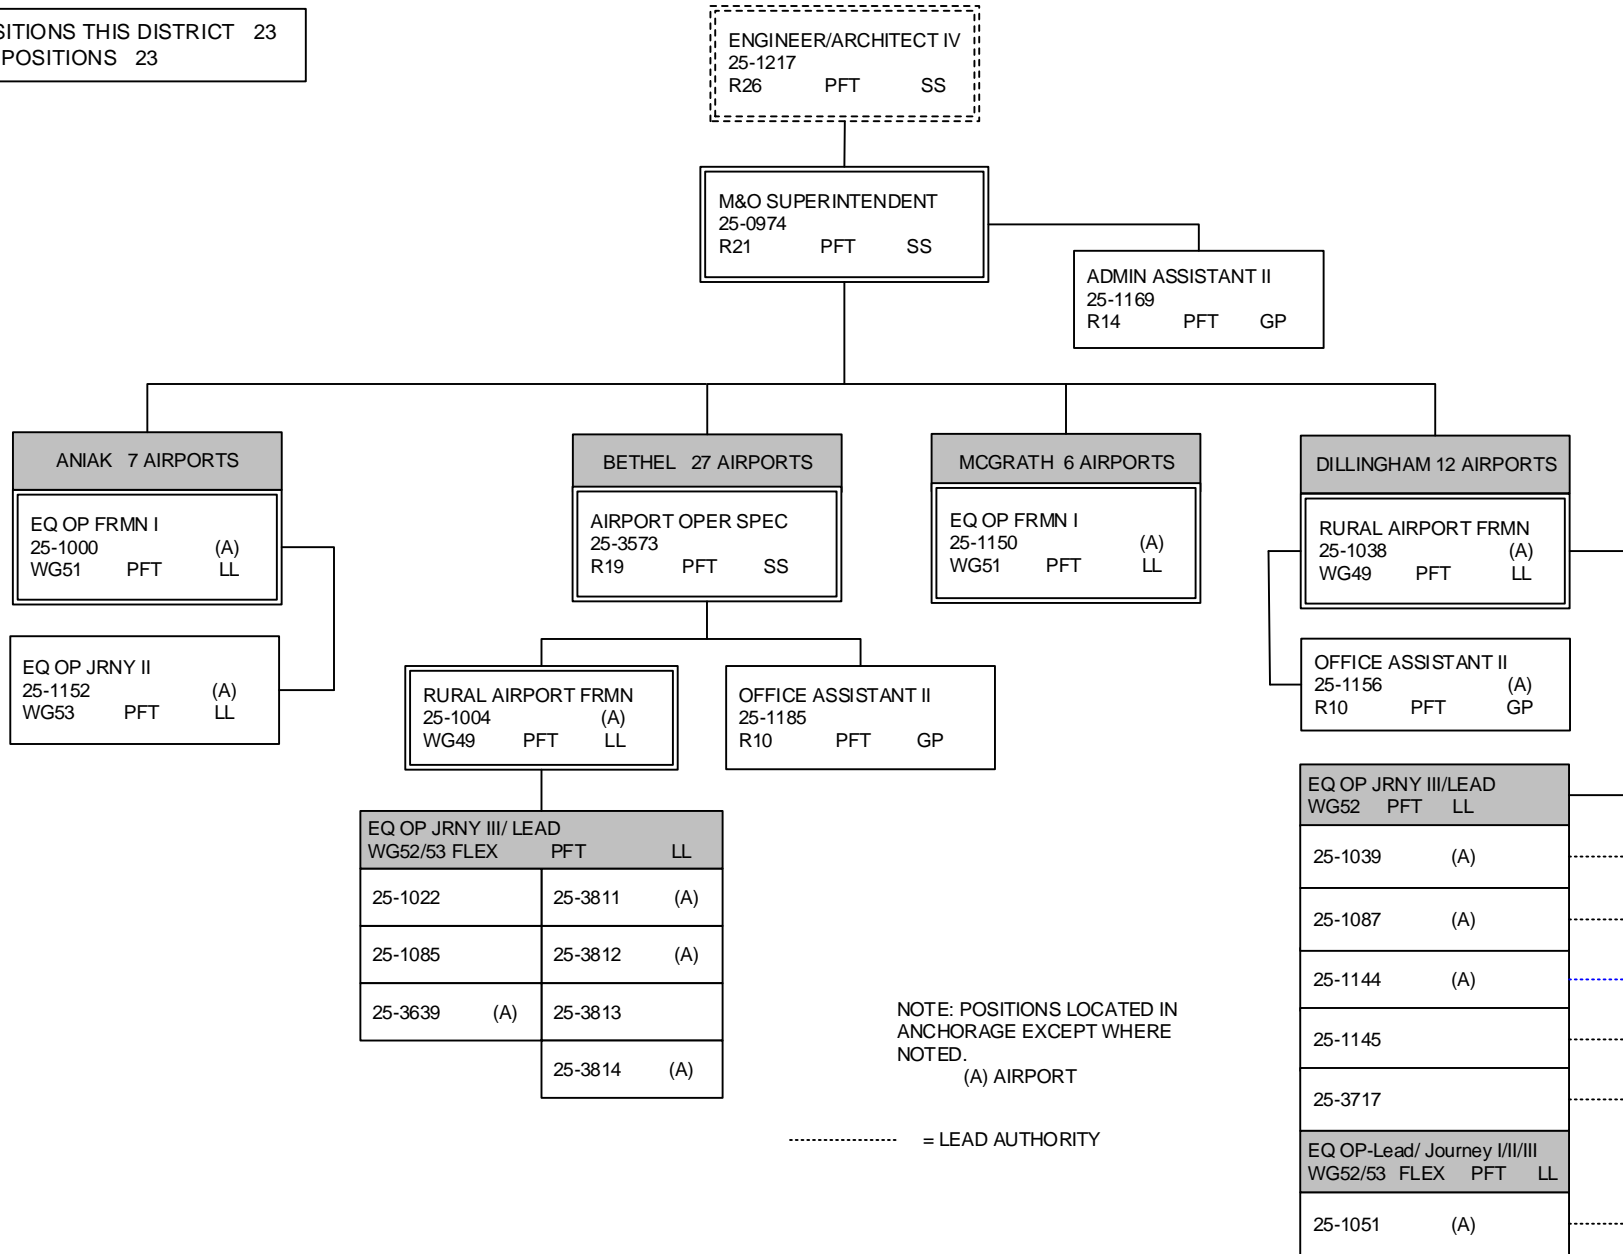 POSITIONS THIS DISTRICT 23
POSITIONS 23
ENGINEER/ARCHITECT IV
25-1217
R26 PFT SS
M&O SUPERINTENDENT
25-0974
R21 PFT SS
ADMIN ASSISTANT II
25-1169
R14 PFT GP
ANIAK 7 AIRPORTS
EQ OP FRMN I
25-1000 (A)
WG51 PFT LL
EQ OP JRNY II
25-1152 (A)
WG53 PFT LL
BETHEL 27 AIRPORTS
AIRPORT OPER SPEC
25-3573
R19 PFT SS
RURAL AIRPORT FRMN
25-1004 (A)
WG49 PFT LL
OFFICE ASSISTANT II
25-1185
R10 PFT GP
EQ OP JRNY III/ LEAD
WG52/53 FLEX PFT LL
25-1022 25-3811 (A)
25-1085 25-3812 (A)
25-3639 (A) 25-3813
25-3814 (A)
MCGRATH 6 AIRPORTS
EQ OP FRMN I
25-1150 (A)
WG51 PFT LL
DILLINGHAM 12 AIRPORTS
RURAL AIRPORT FRMN
25-1038 (A)
WG49 PFT LL
OFFICE ASSISTANT II
25-1156 (A)
R10 PFT GP
EQ OP JRNY III/LEAD
WG52 PFT LL
25-1039 (A)
25-1087 (A)
25-1144 (A)
25-1145
25-3717
EQ OP-Lead/ Journey I/II/III
WG52/53 FLEX PFT LL
25-1051 (A)
NOTE: POSITIONS LOCATED IN
ANCHORAGE EXCEPT WHERE
NOTED.
(A) AIRPORT
= LEAD AUTHORITY